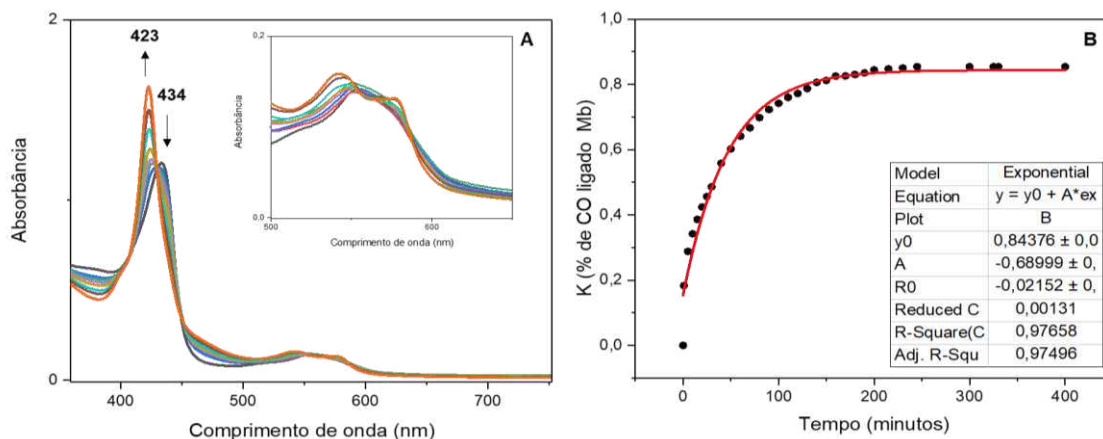 2
423
434
Absorbância
0
400
500
600
700
Comprimento de onda (nm)
A
0,2
Absorbância
0,0
500
600
Comprimento de onda (nm)
B
1,0
0,8
0,6
0,4
0,2
0,0
K (% de CO ligado Mb)
0
100
200
300
400
Tempo (minutos)
Model Exponential
Equation y = y0 + A*ex
Plot B
y0 0,84376 ± 0,0
A -0,68999 ± 0,
R0 -0,02152 ± 0,
Reduced C 0,00131
R-Square(C 0,97658
Adj. R-Squ 0,97496